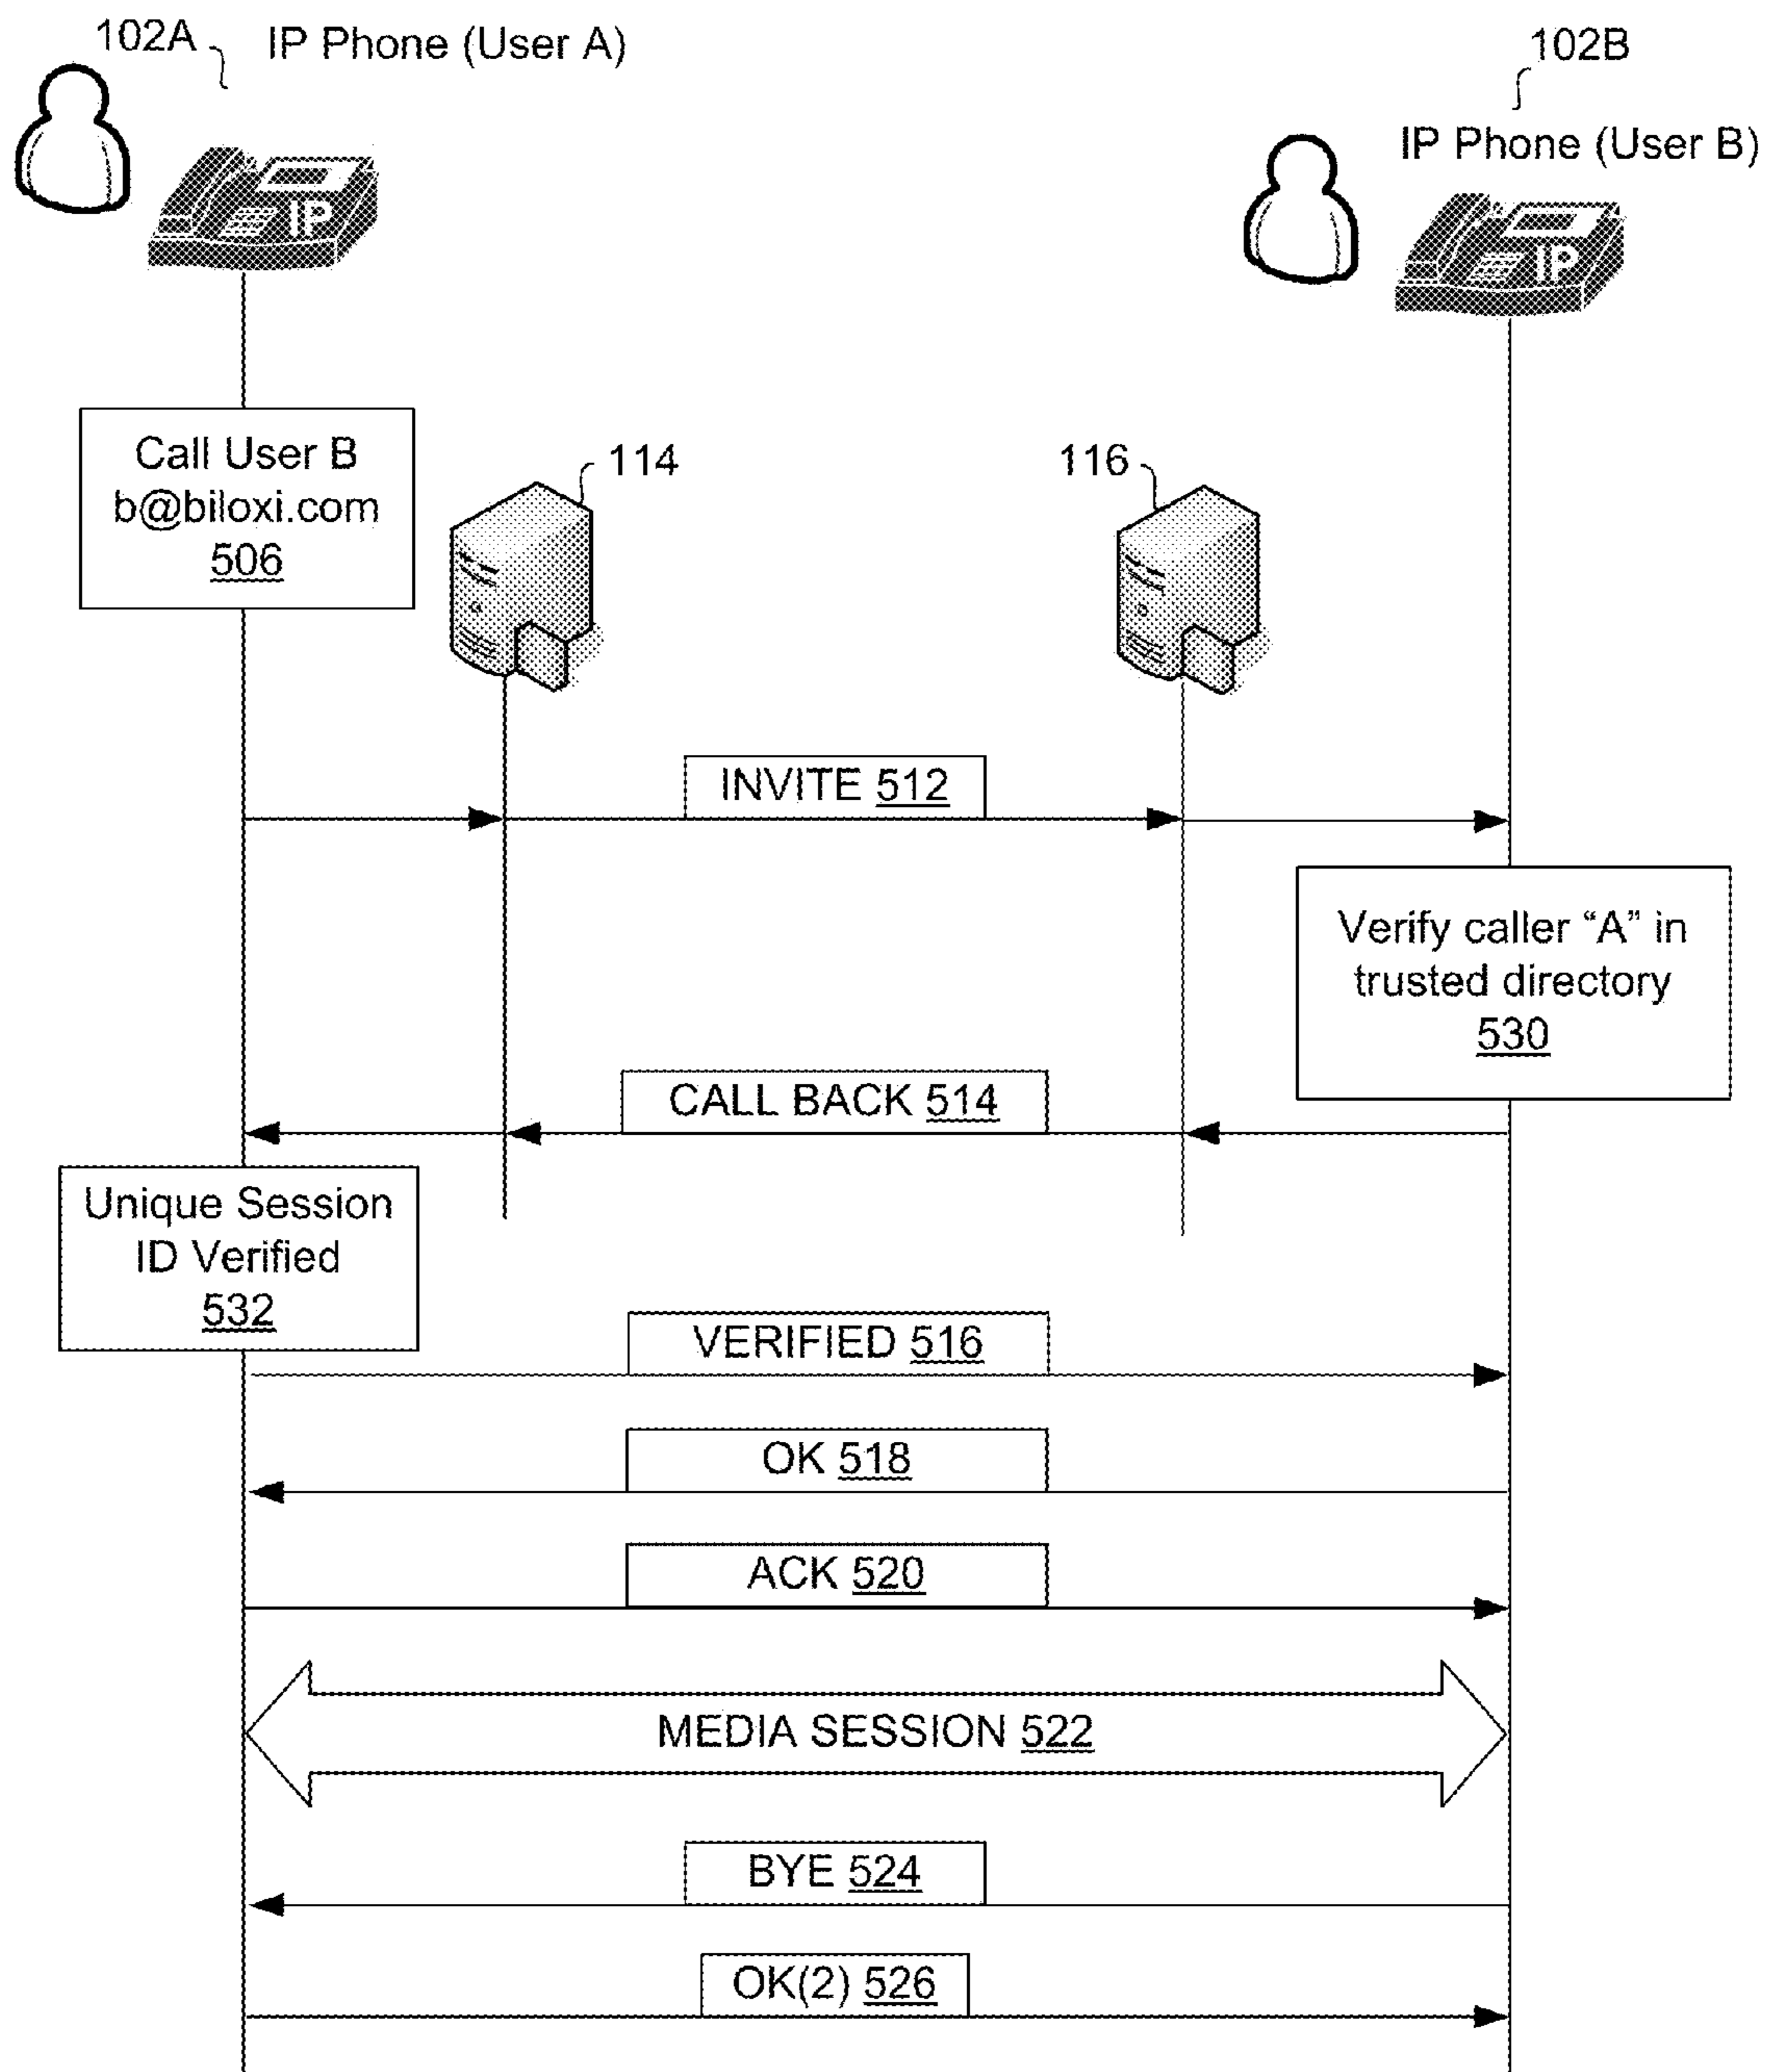 102A
IP Phone (User A)
102B
IP Phone (User B)
IP
IP
Call User B
b@biloxi.com
506
114
116
INVITE 512
Verify caller “A” in
trusted directory
530
CALL BACK 514
Unique Session
ID Verified
532
VERIFIED 516
OK 518
ACK 520
MEDIA SESSION 522
BYE 524
OK(2) 526